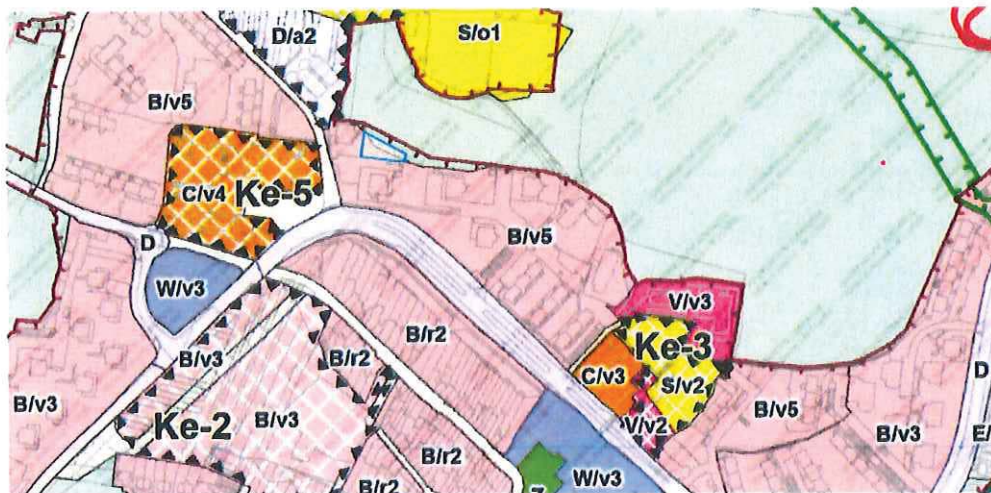 D/a2
S/o1
B/v5
C/v4
Ke-5
D
B/v5
W/v3
V/v3
B/r2
Ke-3
B/v3
B/r2
C/v3
S/v2
D
B/v3
Ke-2
B/v3
V/v2
B/v5
B/v3
E/
B/r2
W/v3
B/r2
Z